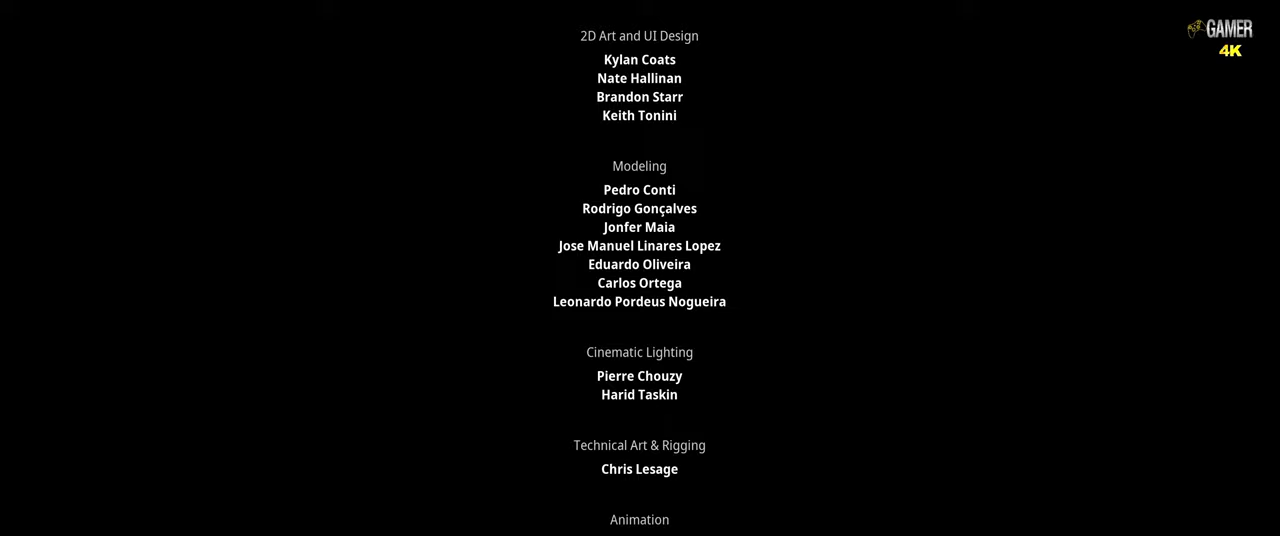 2D Art and UI Design
GAMER
4K
Kylan Coats
Nate Hallinan
Brandon Starr
Keith Tonini
Modeling
Pedro Conti
Rodrigo Gonçalves
Jonfer Maia
Jose Manuel Linares Lopez
Eduardo Oliveira
Carlos Ortega
Leonardo Pordeus Nogueira
Cinematic Lighting
Pierre Chouzy
Harid Taskin
Technical Art & Rigging
Chris Lesage
Animation